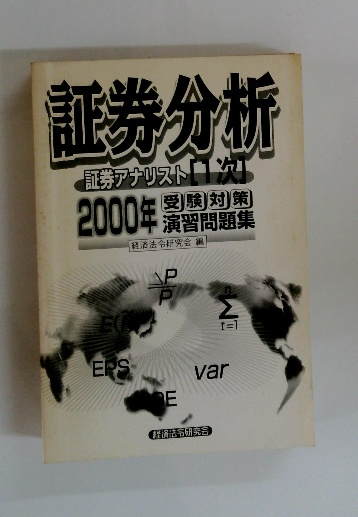 証券分析
証券アナリスト[1次]
2000年 受験対策
演習問題集
経済法令研究会 編
△P
P
n
Σ
t=1
E(
EPS
var
OE
経済法令研究会